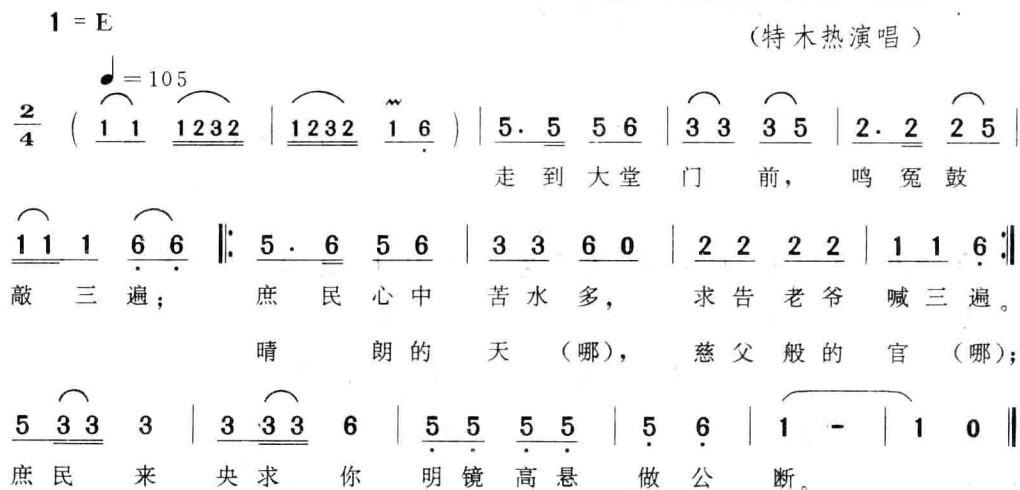 1 = E
(特木热演唱)
♩=105
2/4 ( 1 1 1232 | 1232 1 6 ) | 5. 5 5 6 | 3 3 3 5 | 2. 2 2 5 |
走 到 大 堂 门 前， 鸣 冤 鼓
1 1 1 6 6 ‖: 5 . 6 5 6 | 3 3 6 0 | 2 2 2 2 | 1 1 6 :‖
敲 三 遍； 庶 民 心 中 苦 水 多， 求 告 老 爷 喊 三 遍。
晴 朗 的 天 （哪）， 慈 父 般 的 官 （哪）；
5 3 3 3 | 3 3 3 6 | 5 5 5 5 | 5 6 | 1 - | 1 0 ‖
庶 民 来 央 求 你 明 镜 高 悬 做 公 断。